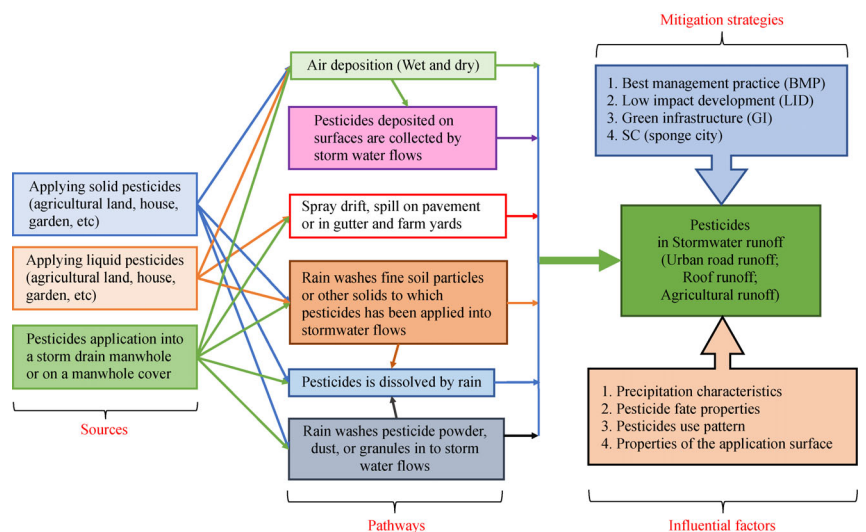 Applying solid pesticides
(agricultural land, house,
garden, etc)
Applying liquid pesticides
(agricultural land, house,
garden, etc)
Pesticides application into
a storm drain manwhole
or on a manwhole cover
Sources
Air deposition (Wet and dry)
Pesticides deposited on
surfaces are collected by
storm water flows
Spray drift, spill on pavement
or in gutter and farm yards
Rain washes fine soil particles
or other solids to which
pesticides has been applied into
stormwater flows
Pesticides is dissolved by rain
Rain washes pesticide powder,
dust, or granules in to storm
water flows
Pathways
Mitigation strategies
1. Best management practice (BMP)
2. Low impact development (LID)
3. Green infrastructure (GI)
4. SC (sponge city)
Pesticides
in Stormwater runoff
(Urban road runoff;
Roof runoff;
Agricultural runoff)
1. Precipitation characteristics
2. Pesticide fate properties
3. Pesticides use pattern
4. Properties of the application surface
Influential factors